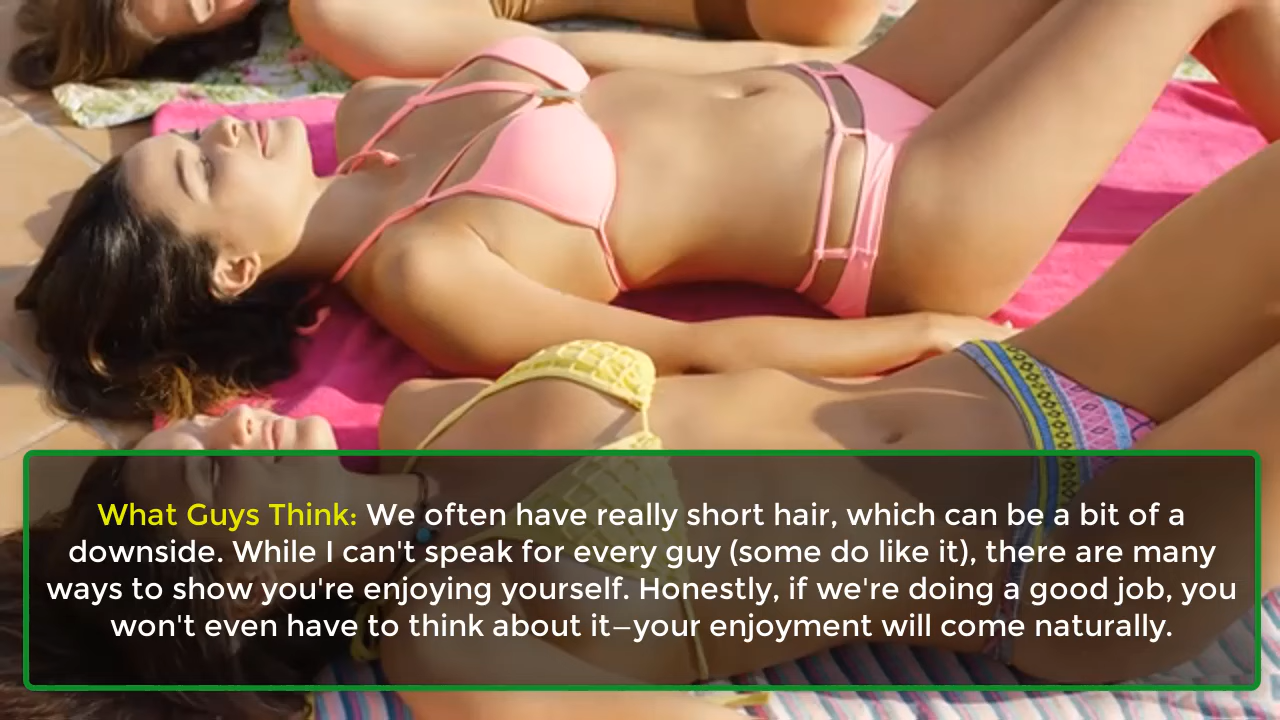 What Guys Think: We often have really short hair, which can be a bit of a
downside. While I can't speak for every guy (some do like it), there are many
ways to show you're enjoying yourself. Honestly, if we're doing a good job, you
won't even have to think about it—your enjoyment will come naturally.